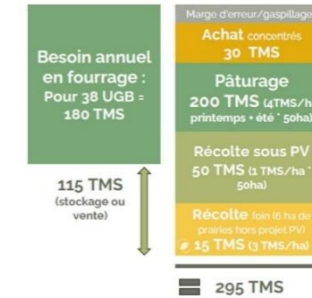 Besoin annuel
en fourrage :
Pour 38 UGB =
180 TMS
115 TMS
(stockage ou
vente)
Marge d'erreur/gaspillage
Achat concentrés
30 TMS
Pâturage
200 TMS (4TMS/h
printemps + été * 50ha)
Récolte sous PV
50 TMS (1 TMS/ha *
50ha)
Récolte foin (6 ha de
prairies hors projet PV)
15 TMS (3 TMS/ha)
= 295 TMS